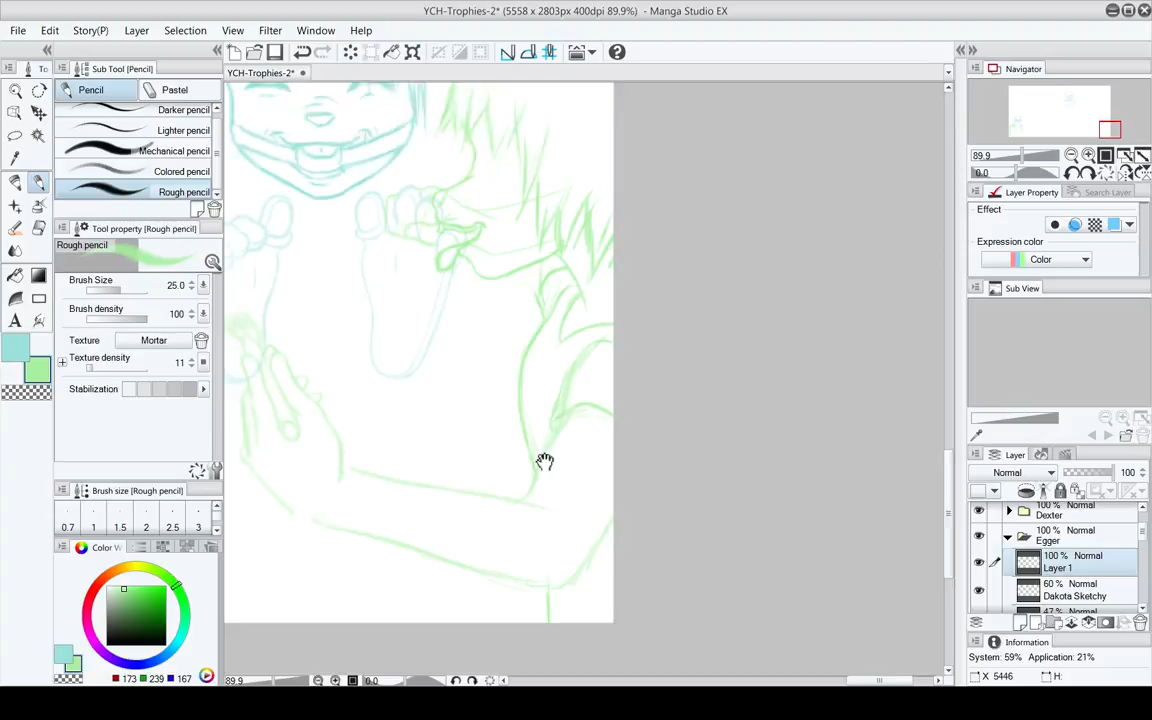 YCH-Trophies-2* (5558 x 2803px 400dpi 89.9%) - Manga Studio EX
File Edit Story(P) Layer Selection View Filter Window Help
To Sub Tool [Pencil]
YCH-Trophies-2*
Navigator
Pencil Pastel
Darker pencil
Lighter pencil
Mechanical pencil
Colored pencil
Rough pencil
89.9
0.0
Layer Property Search Layer
Effect
Expression color
Color
Tool property [Rough pencil]
Rough pencil
Brush Size 25.0
Brush density 100
Texture Mortar
Texture density 11
Stabilization
Sub View
Layer
Normal 100
Brush size [Rough pencil]
0.7 1 1.5 2 2.5 3
100 % Normal
Dexter
100 % Normal
Egger
100 % Normal
Layer 1
60 % Normal
Dakota Sketchy
47 % Normal
Color W
173 239 167
89.9 0.0
Information
System: 59% Application: 21%
X 5446 H: